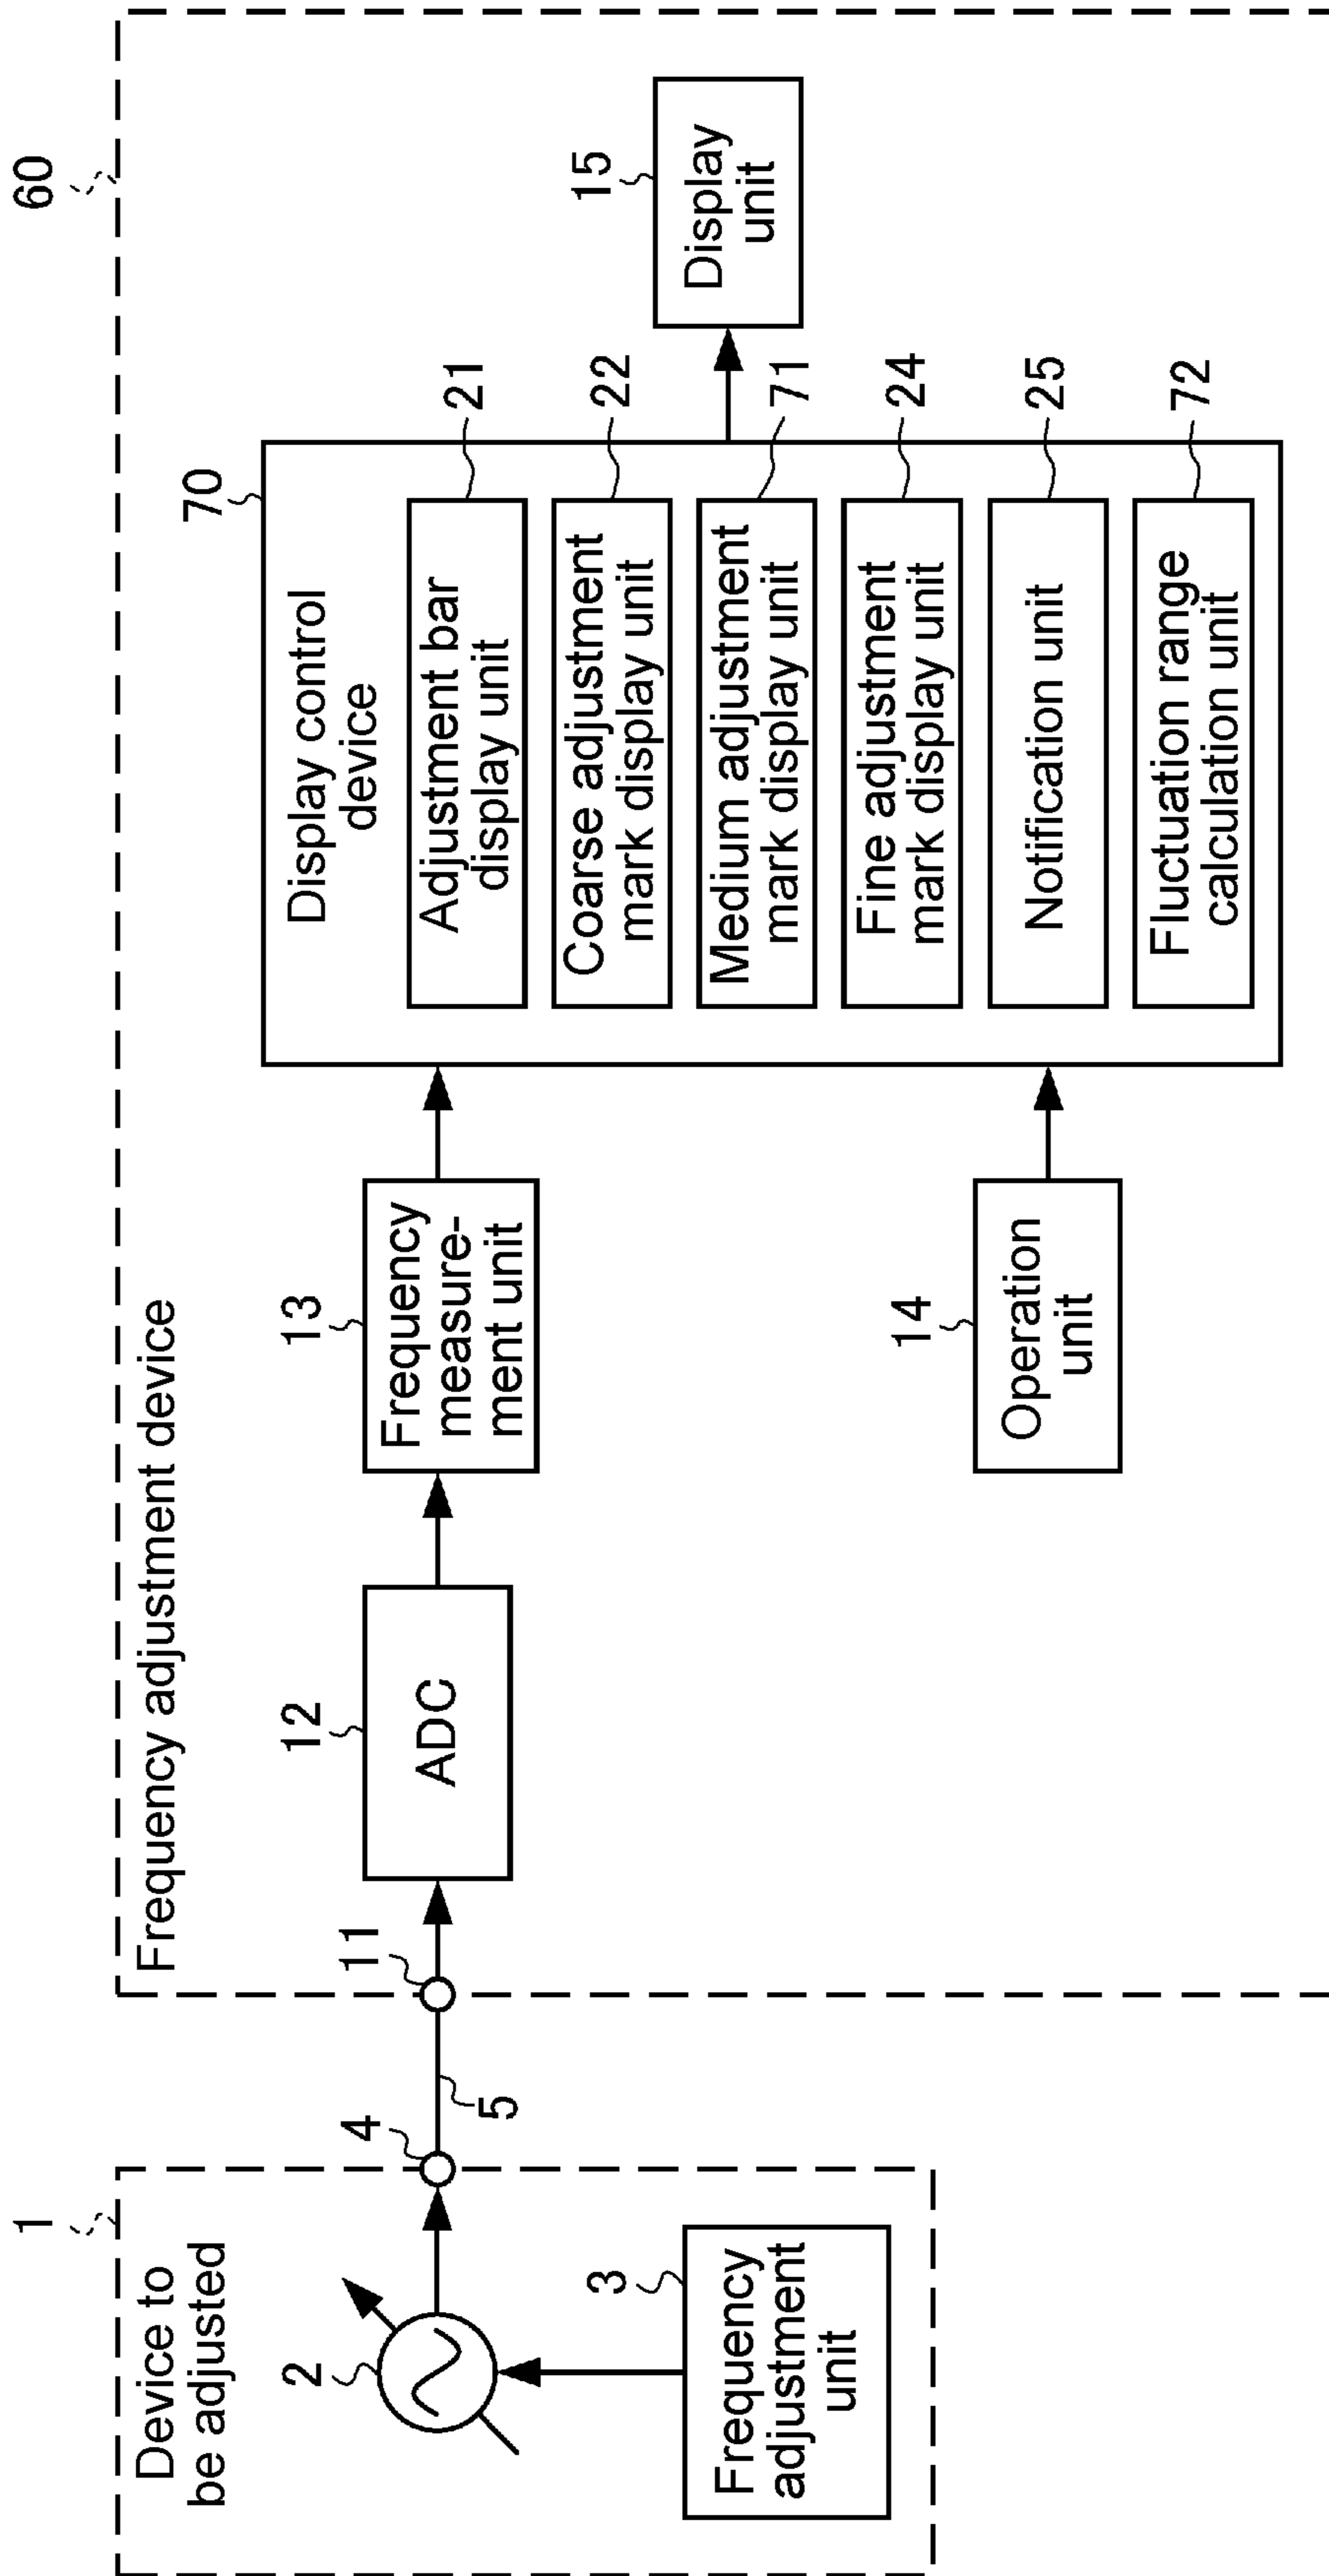 1
Device to
be adjusted
2
3
Frequency
adjustment
unit
4
5
60
Frequency adjustment device
11
12
ADC
13
Frequency
measure-
ment unit
14
Operation
unit
70
Display control
device
Adjustment bar
display unit
21
Coarse adjustment
mark display unit
22
Medium adjustment
mark display unit
71
Fine adjustment
mark display unit
24
Notification unit
25
Fluctuation range
calculation unit
72
15
Display
unit